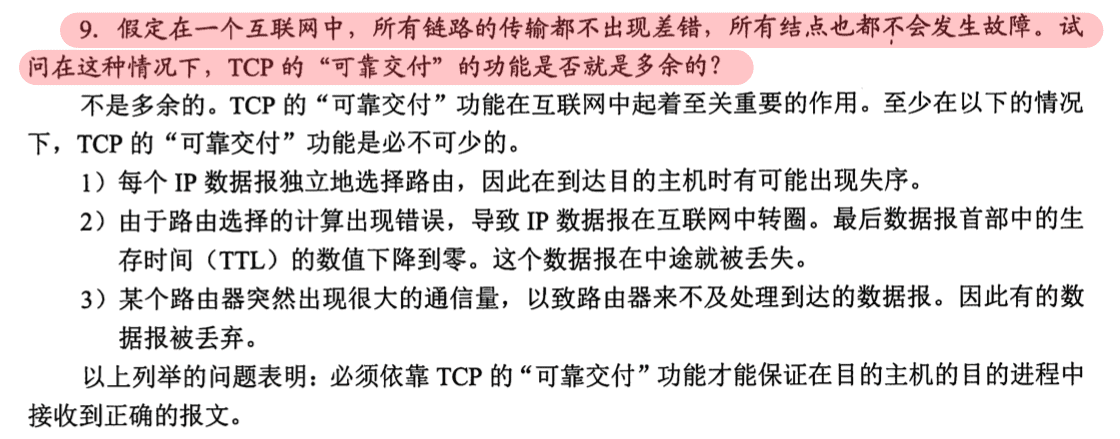 9. 假定在一个互联网中，所有链路的传输都不出现差错，所有结点也都不会发生故障。试
问在这种情况下，TCP 的“可靠交付”的功能是否就是多余的？
不是多余的。TCP 的“可靠交付”功能在互联网中起着至关重要的作用。至少在以下的情况
下，TCP 的“可靠交付”功能是必不可少的。
1）每个 IP 数据报独立地选择路由，因此在到达目的主机时有可能出现失序。
2）由于路由选择的计算出现错误，导致 IP 数据报在互联网中转圈。最后数据报首部中的生
存时间（TTL）的数值下降到零。这个数据报在中途就被丢失。
3）某个路由器突然出现很大的通信量，以致路由器来不及处理到达的数据报。因此有的数
据报被丢弃。
以上列举的问题表明：必须依靠 TCP 的“可靠交付”功能才能保证在目的主机的目的进程中
接收到正确的报文。